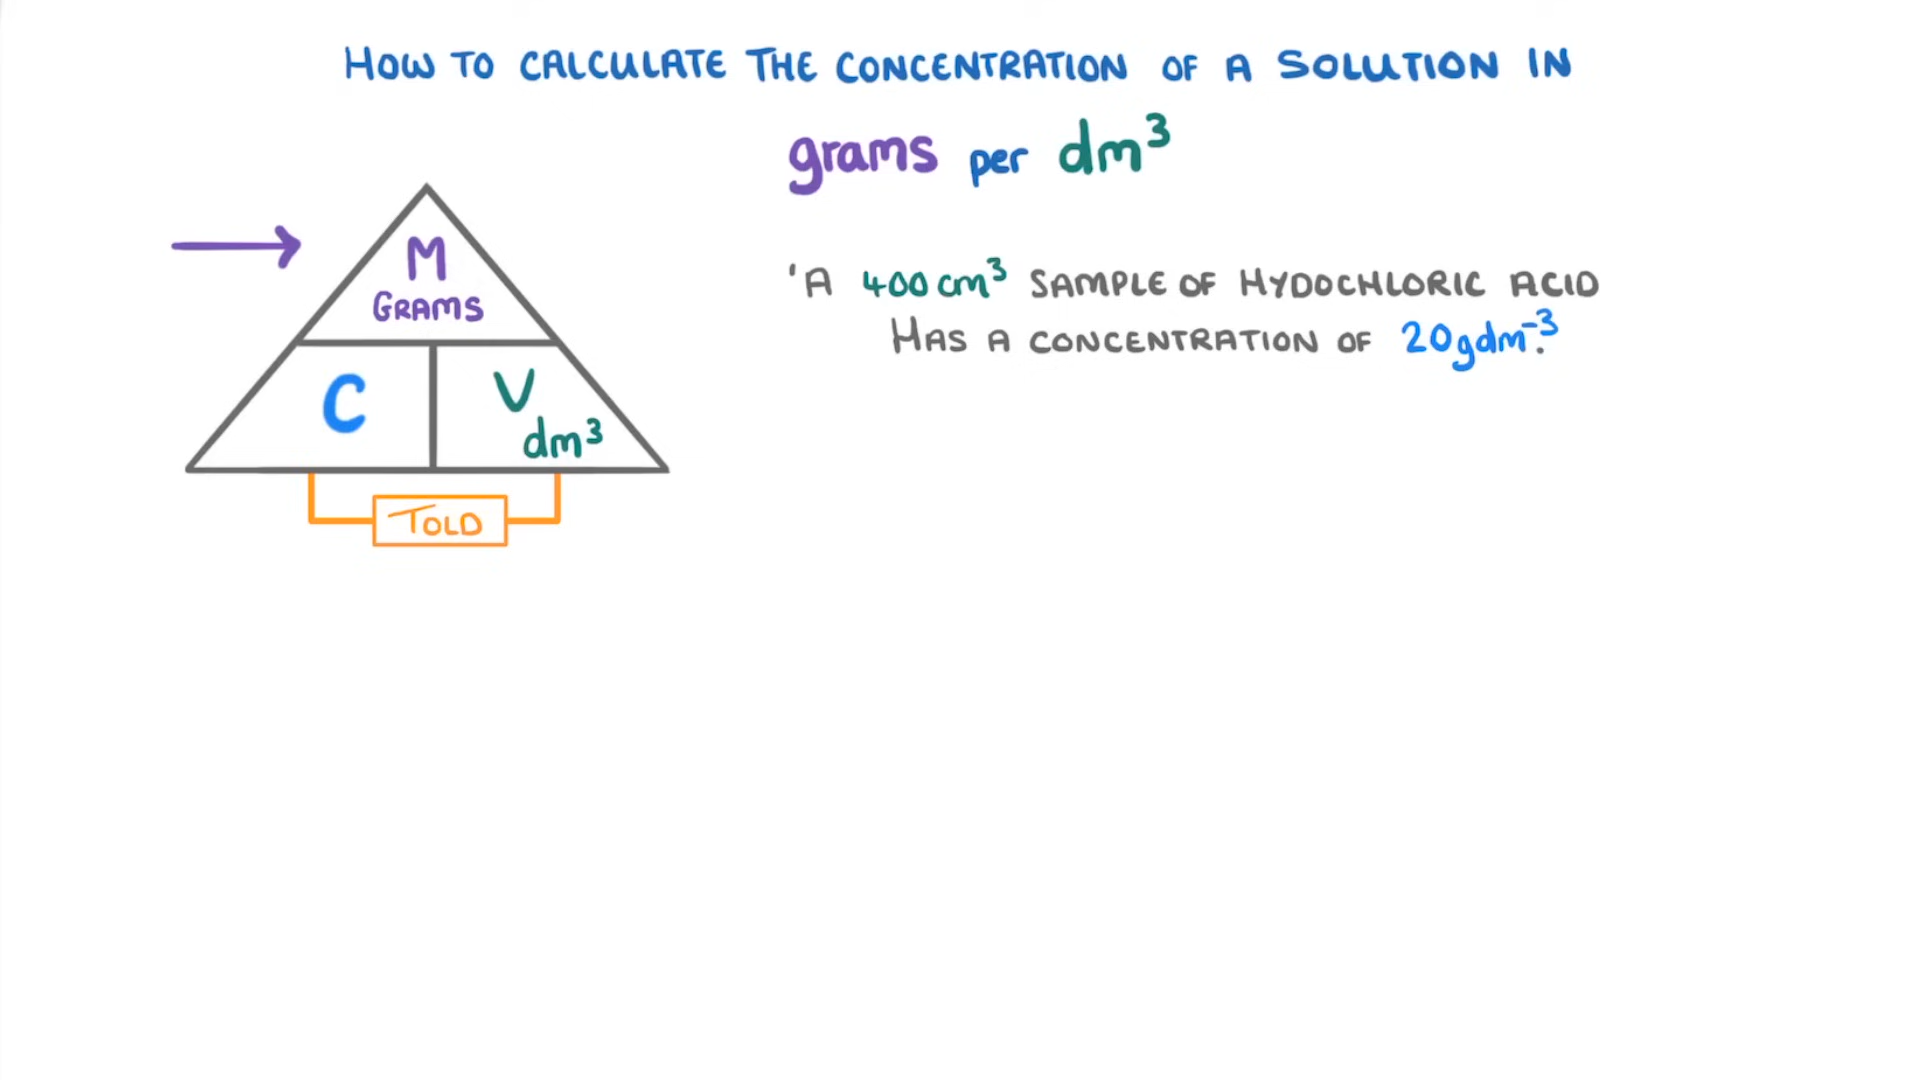 HOW TO CALCULATE THE CONCENTRATION OF A SOLUTION IN
grams per dm³
'A 400 cm³ SAMPLE OF HYDOCHLORIC ACID
HAS A CONCENTRATION OF 20gdm⁻³.
M
GRAMS
C
V
dm³
TOLD